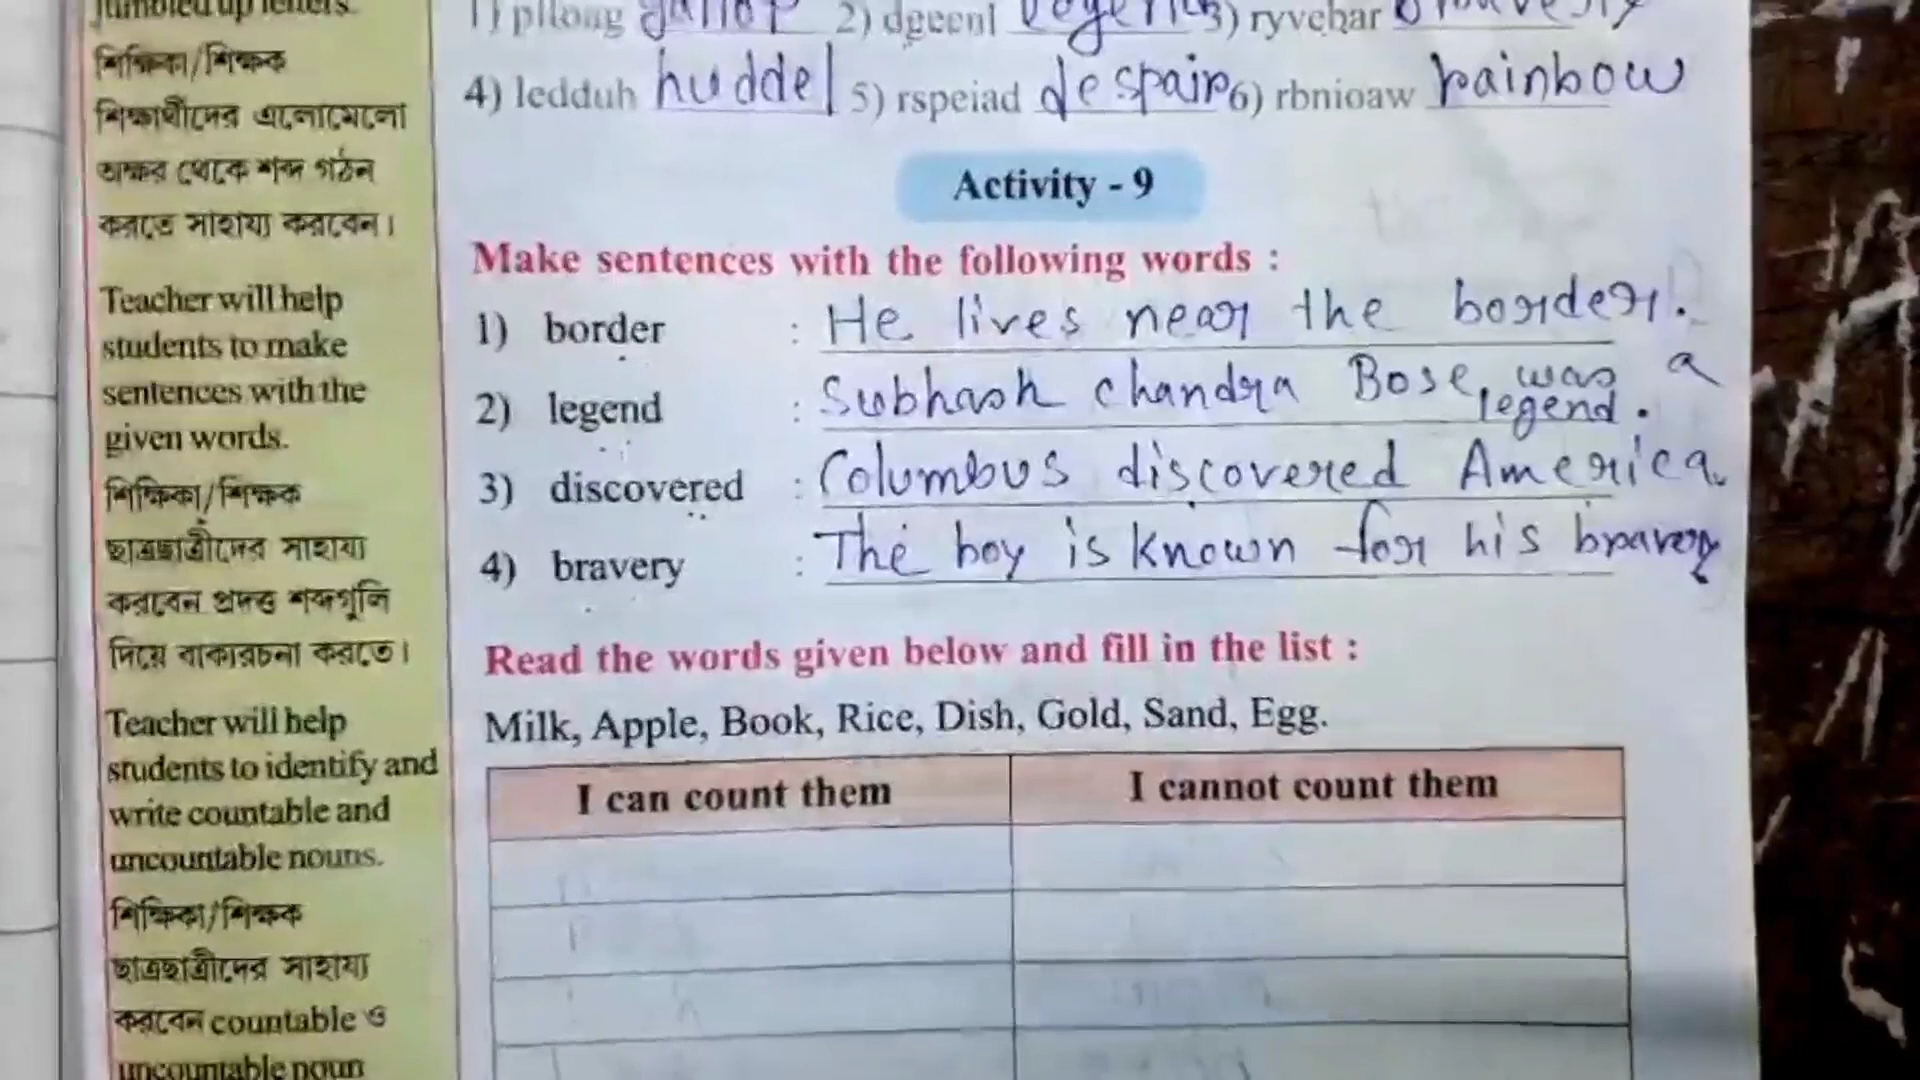 jumbled up letters.
শিক্ষিকা/শিক্ষক
শিক্ষার্থীদের এলোমেলো
অক্ষর থেকে শব্দ গঠন
করতে সাহায্য করবেন।
Teacher will help
students to make
sentences with the
given words.
শিক্ষিকা/শিক্ষক
ছাত্রছাত্রীদের সাহায্য
করবেন প্রদত্ত শব্দগুলি
দিয়ে বাক্যরচনা করতে।
Teacher will help
students to identify and
write countable and
uncountable nouns.
শিক্ষিকা/শিক্ষক
ছাত্রছাত্রীদের সাহায্য
করবেন countable ও
uncountable noun
1) pllong gallop 2) dgeenl 3) ryvebar
4) ledduh huddel 5) rspeiad despair 6) rbnioaw rainbow
Activity - 9
Make sentences with the following words :
1) border : He lives near the border.
2) legend : Subhash chandra Bose was a legend.
3) discovered : Columbus discovered America.
4) bravery : The boy is known for his bravery
Read the words given below and fill in the list :
Milk, Apple, Book, Rice, Dish, Gold, Sand, Egg.
I can count them I cannot count them